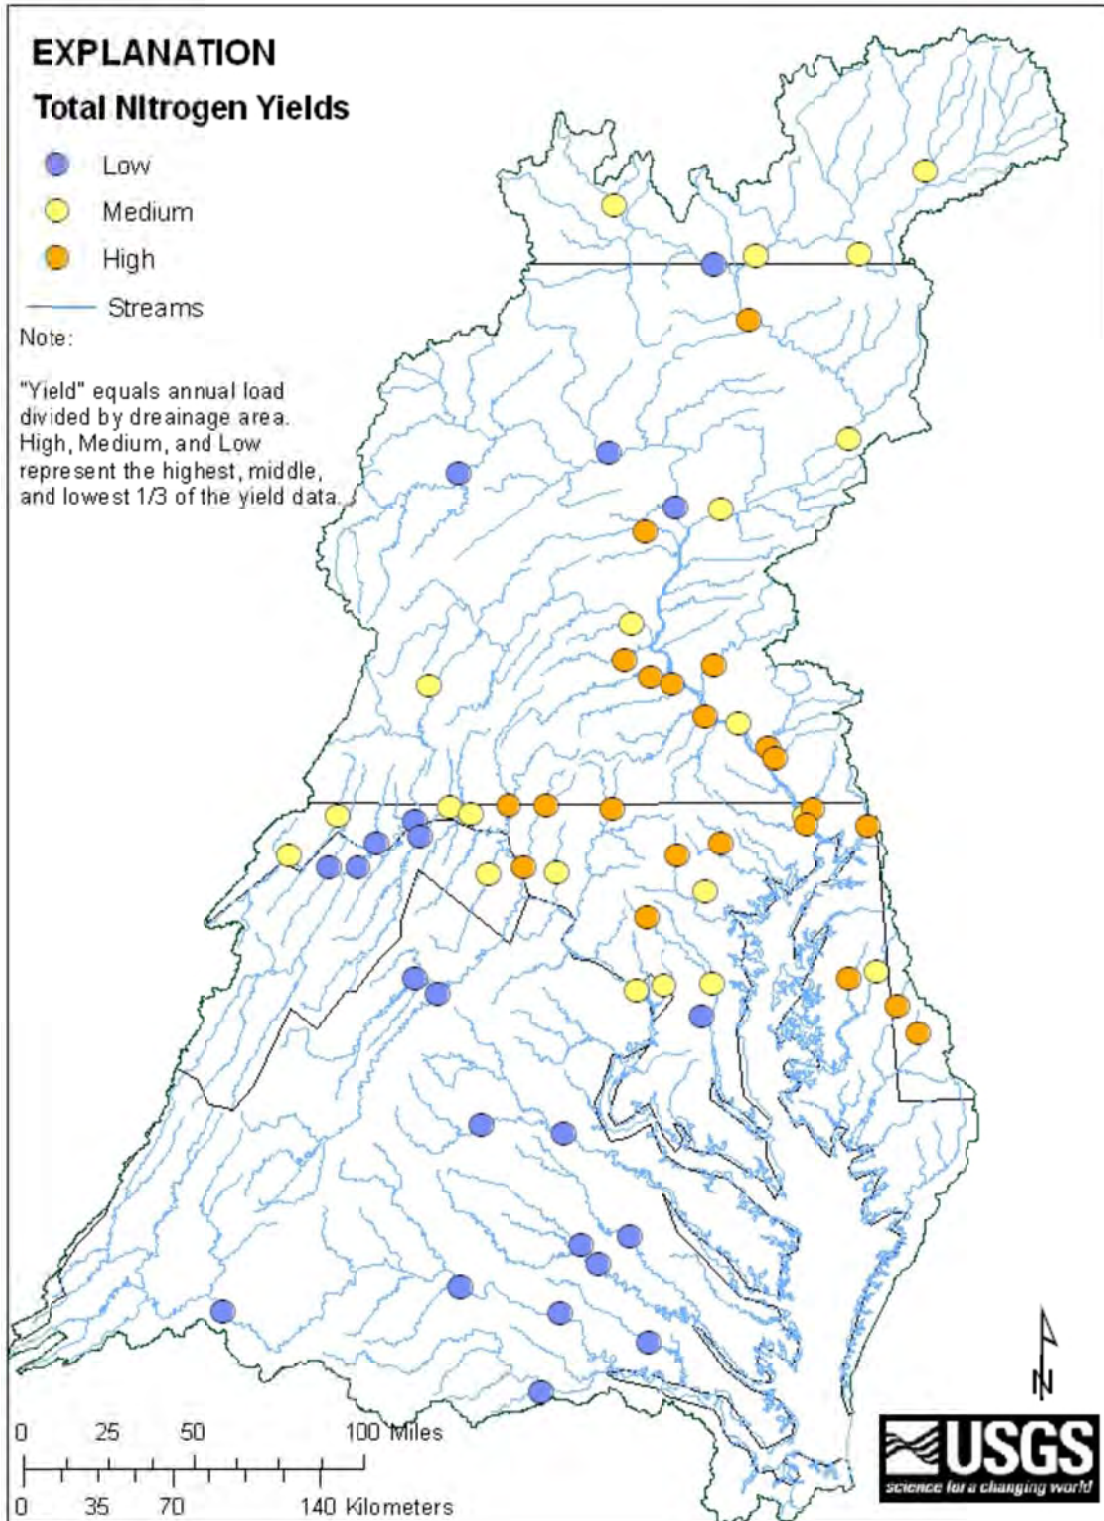 EXPLANATION
Total Nitrogen Yields
Low
Medium
High
Streams
Note:
"Yield" equals annual load
divided by dreainage area.
High, Medium, and Low
represent the highest, middle,
and lowest 1/3 of the yield data.
0 25 50 100 Miles
0 35 70 140 Kilometers
N
USGS
science for a changing world